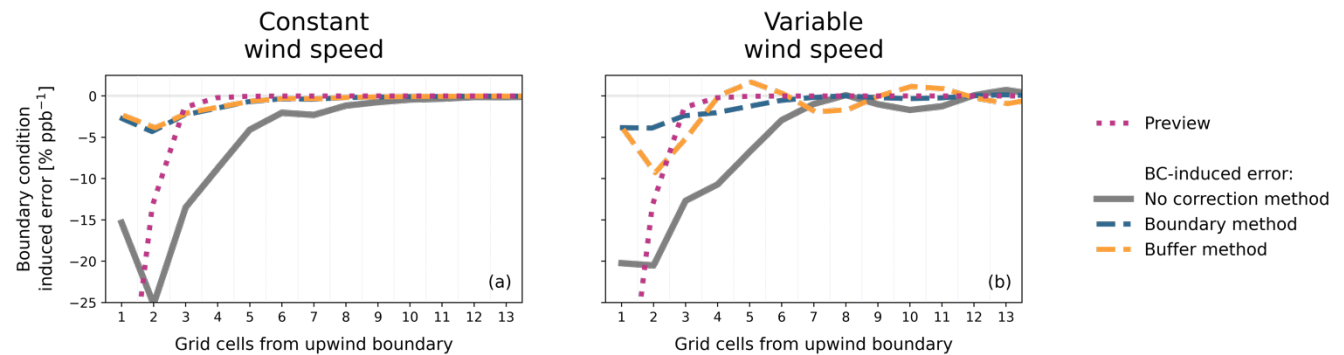 Constant
wind speed
Variable
wind speed
Boundary condition
induced error [% ppb⁻¹]
0
−5
−10
−15
−20
−25
(a)
1 2 3 4 5 6 7 8 9 10 11 12 13
Grid cells from upwind boundary
(b)
1 2 3 4 5 6 7 8 9 10 11 12 13
Grid cells from upwind boundary
Preview
BC-induced error:
No correction method
Boundary method
Buffer method